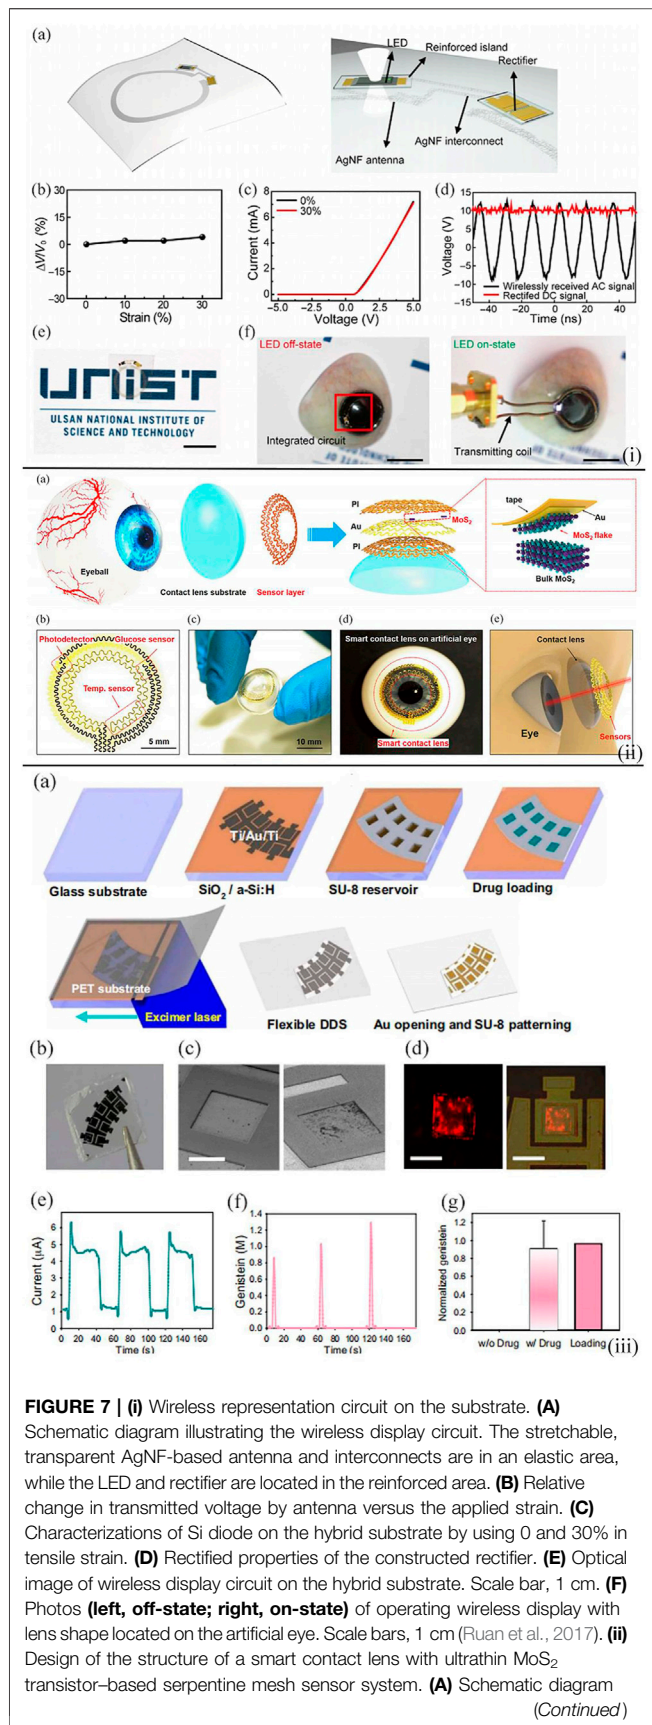 (a)
LED
Reinforced island
Rectifier
AgNF interconnect
AgNF antenna
(b)
ΔV/V₀ (%)
30
15
0
-15
-30
0 10 20 30
Strain (%)
(c)
Current (mA)
8
6
4
2
0
0%
30%
-5.0 -2.5 0.0 2.5 5.0
Voltage (V)
(d)
Voltage (V)
15
10
5
0
-5
-10
-15
Wirelessly received AC signal
Rectifed DC signal
-40 -20 0 20 40
Time (ns)
(e)
UNIST
ULSAN NATIONAL INSTITUTE OF
SCIENCE AND TECHNOLOGY
(f)
LED off-state
Integrated circuit
LED on-state
Transmitting coil
(i)
(a)
Eyeball
Contact lens substrate
Sensor layer
PI
Au
PI
MoS₂
tape
Au
MoS₂ flake
Bulk MoS₂
(b)
Photodetector
Glucose sensor
Temp. sensor
5 mm
(c)
10 mm
(d)
Smart contact lens on artificial eye
Smart contact lens
(e)
Contact lens
Eye
Sensors
(ii)
(a)
Ti/Au/Ti
Glass substrate
SiO₂ / a-Si:H
SU-8 reservoir
Drug loading
PET substrate
Excimer laser
Flexible DDS
Au opening and SU-8 patterning
(b)
(c)
(d)
(e)
Current (μA)
7
6
5
4
3
2
1
0
0 20 40 60 80 100 120 140 160
Time (s)
(f)
Genistein (M)
1.4
1.2
1.0
0.8
0.6
0.4
0.2
0.0
0 20 40 60 80 100 120 140 160
Time (s)
(g)
Normalized genistein
1.2
1.0
0.8
0.6
0.4
0.2
0.0
w/o Drug w/ Drug Loading
(iii)
FIGURE 7 | (i) Wireless representation circuit on the substrate. (A)
Schematic diagram illustrating the wireless display circuit. The stretchable,
transparent AgNF-based antenna and interconnects are in an elastic area,
while the LED and rectifier are located in the reinforced area. (B) Relative
change in transmitted voltage by antenna versus the applied strain. (C)
Characterizations of Si diode on the hybrid substrate by using 0 and 30% in
tensile strain. (D) Rectified properties of the constructed rectifier. (E) Optical
image of wireless display circuit on the hybrid substrate. Scale bar, 1 cm. (F)
Photos (left, off-state; right, on-state) of operating wireless display with
lens shape located on the artificial eye. Scale bars, 1 cm (Ruan et al., 2017). (ii)
Design of the structure of a smart contact lens with ultrathin MoS₂
transistor–based serpentine mesh sensor system. (A) Schematic diagram
(Continued)